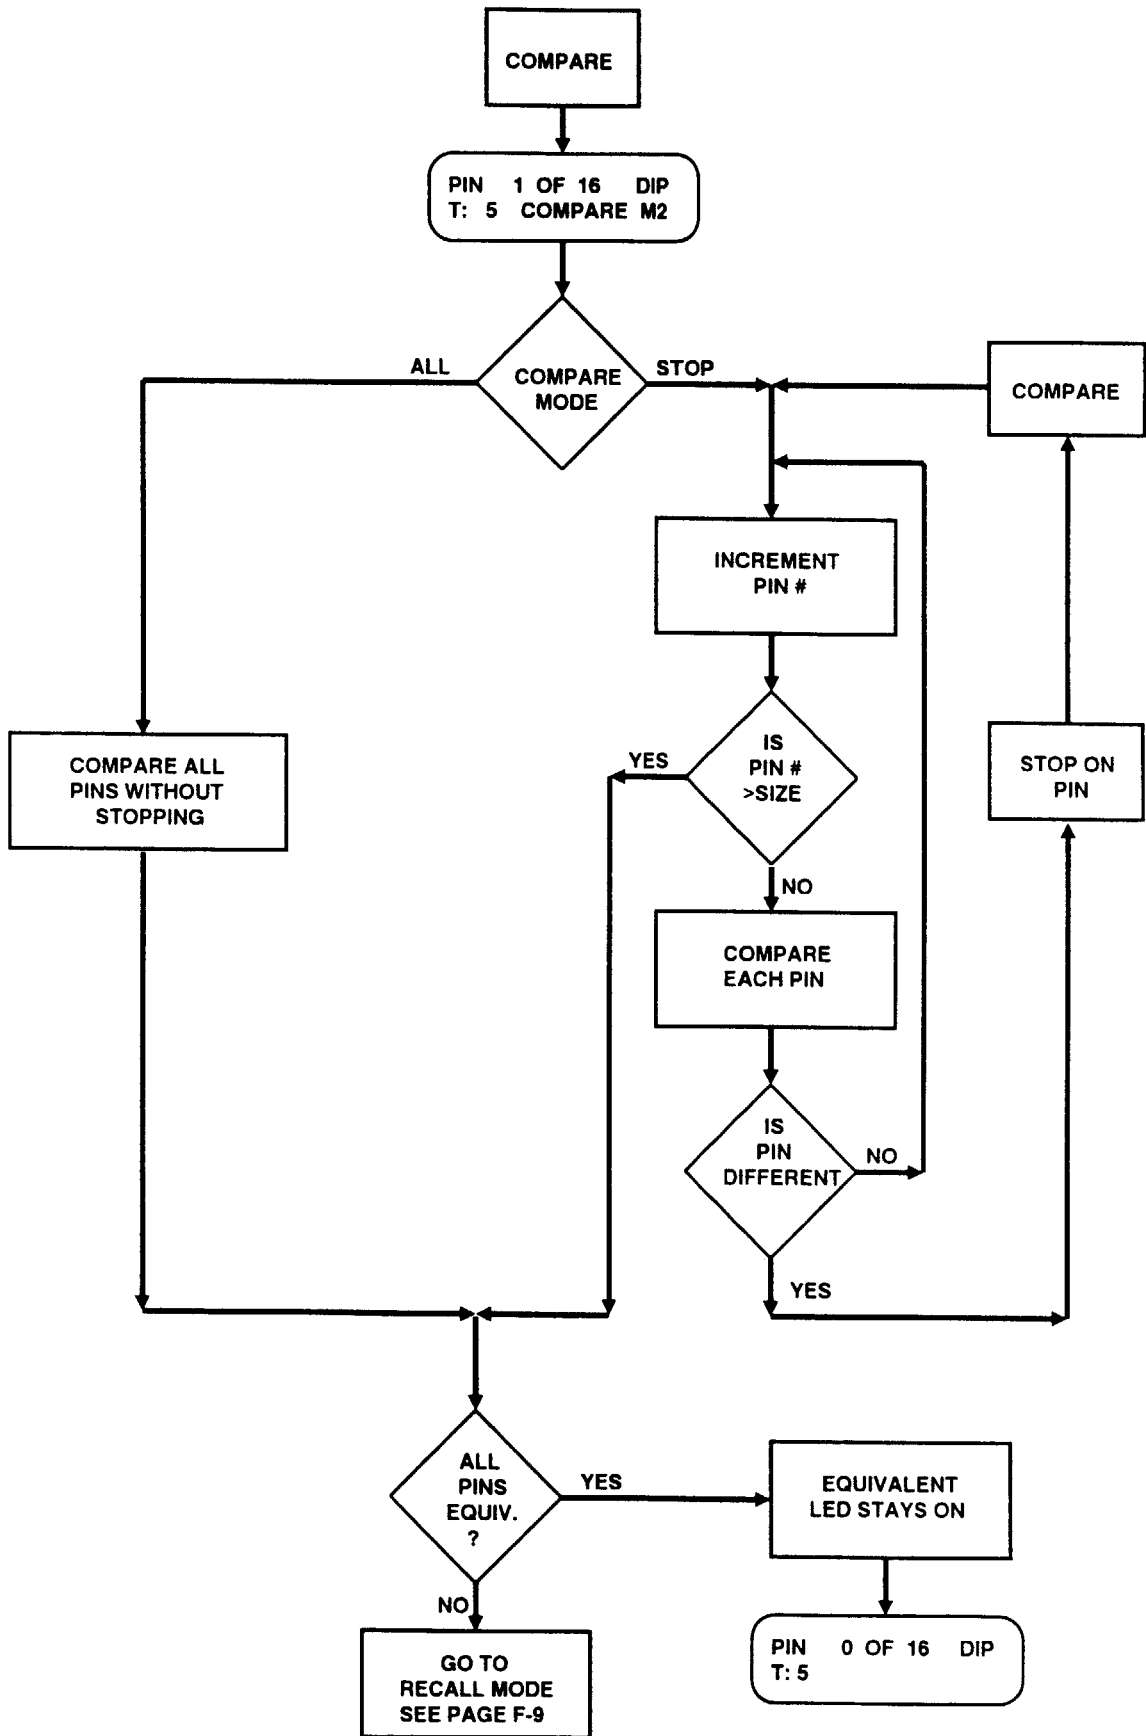 COMPARE
PIN 1 OF 16 DIP
T: 5 COMPARE M2
ALL
COMPARE
MODE
STOP
COMPARE
INCREMENT
PIN #
IS
PIN #
>SIZE
YES
NO
COMPARE ALL
PINS WITHOUT
STOPPING
STOP ON
PIN
COMPARE
EACH PIN
IS
PIN
DIFFERENT
NO
YES
ALL
PINS
EQUIV.
?
YES
EQUIVALENT
LED STAYS ON
NO
GO TO
RECALL MODE
SEE PAGE F-9
PIN 0 OF 16 DIP
T: 5